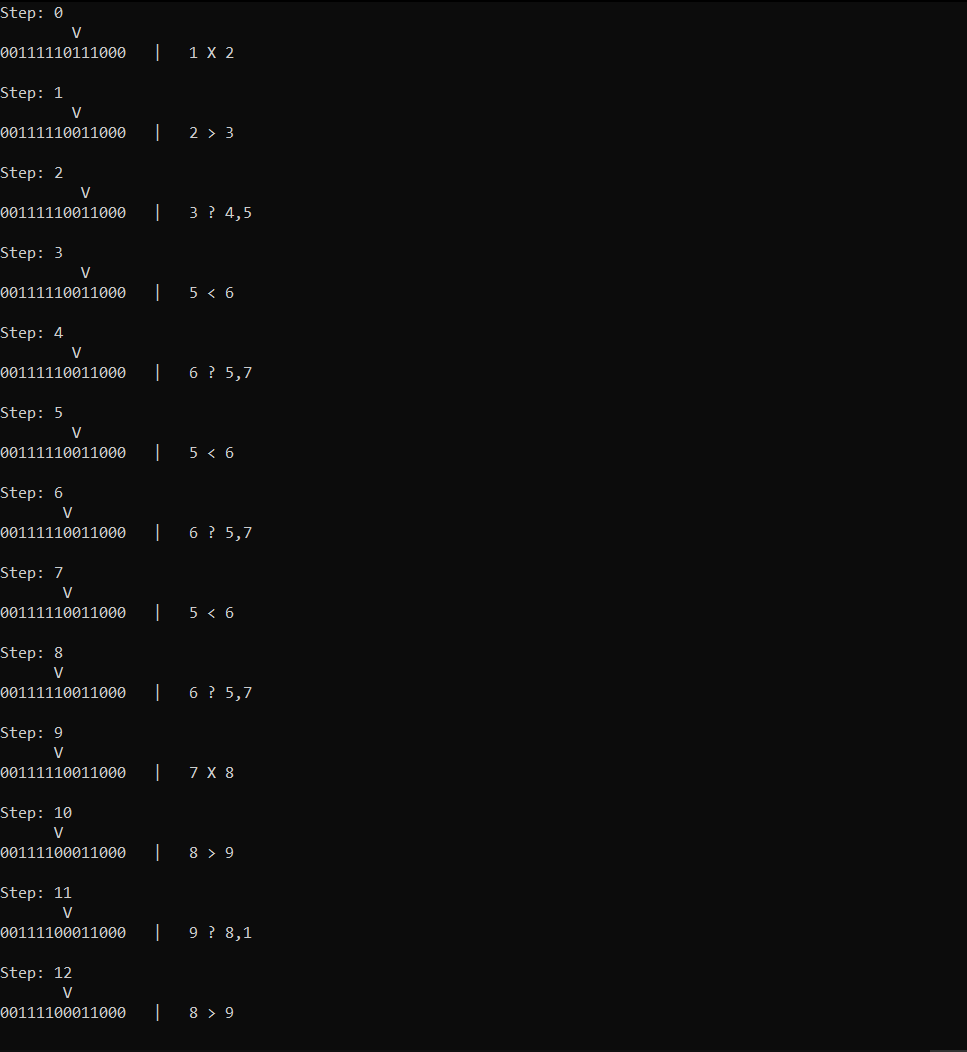 Step: 0
        V
00111110111000   |   1 X 2
Step: 1
        V
00111110011000   |   2 > 3
Step: 2
         V
00111110011000   |   3 ? 4,5
Step: 3
         V
00111110011000   |   5 < 6
Step: 4
        V
00111110011000   |   6 ? 5,7
Step: 5
        V
00111110011000   |   5 < 6
Step: 6
       V
00111110011000   |   6 ? 5,7
Step: 7
       V
00111110011000   |   5 < 6
Step: 8
      V
00111110011000   |   6 ? 5,7
Step: 9
      V
00111110011000   |   7 X 8
Step: 10
      V
00111100011000   |   8 > 9
Step: 11
       V
00111100011000   |   9 ? 8,1
Step: 12
       V
00111100011000   |   8 > 9